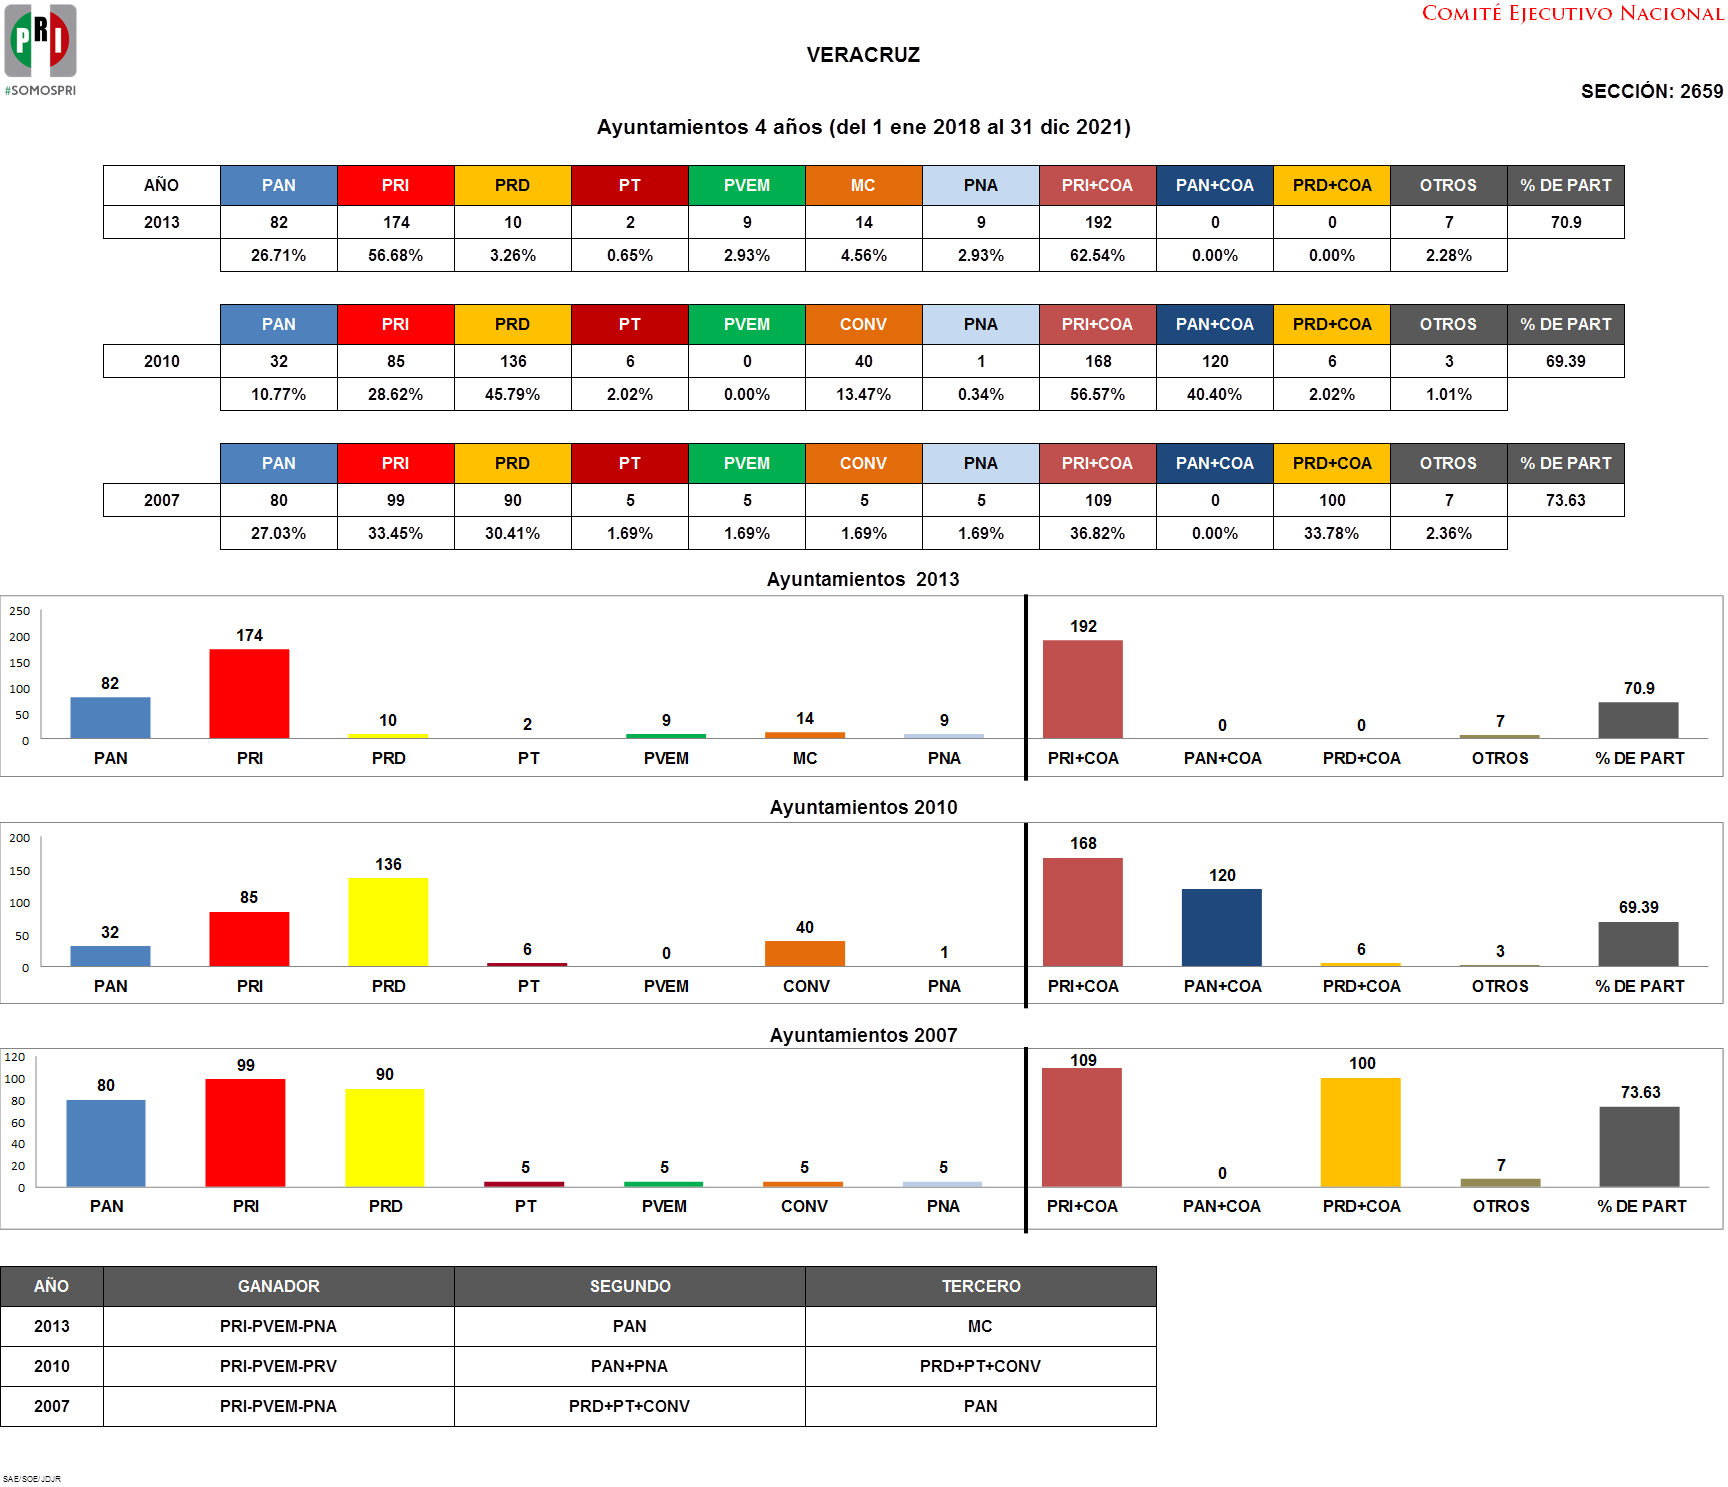 PRI
#SOMOSPRI
COMITÉ EJECUTIVO NACIONAL
VERACRUZ
SECCIÓN: 2659
Ayuntamientos 4 años (del 1 ene 2018 al 31 dic 2021)
AÑO PAN PRI PRD PT PVEM MC PNA PRI+COA PAN+COA PRD+COA OTROS % DE PART
2013 82 174 10 2 9 14 9 192 0 0 7 70.9
26.71% 56.68% 3.26% 0.65% 2.93% 4.56% 2.93% 62.54% 0.00% 0.00% 2.28%
PAN PRI PRD PT PVEM CONV PNA PRI+COA PAN+COA PRD+COA OTROS % DE PART
2010 32 85 136 6 0 40 1 168 120 6 3 69.39
10.77% 28.62% 45.79% 2.02% 0.00% 13.47% 0.34% 56.57% 40.40% 2.02% 1.01%
PAN PRI PRD PT PVEM CONV PNA PRI+COA PAN+COA PRD+COA OTROS % DE PART
2007 80 99 90 5 5 5 5 109 0 100 7 73.63
27.03% 33.45% 30.41% 1.69% 1.69% 1.69% 1.69% 36.82% 0.00% 33.78% 2.36%
Ayuntamientos 2013
250
200
150
100
50
0
82 174 10 2 9 14 9 192 0 0 7 70.9
PAN PRI PRD PT PVEM MC PNA PRI+COA PAN+COA PRD+COA OTROS % DE PART
Ayuntamientos 2010
200
150
100
50
0
32 85 136 6 0 40 1 168 120 6 3 69.39
PAN PRI PRD PT PVEM CONV PNA PRI+COA PAN+COA PRD+COA OTROS % DE PART
Ayuntamientos 2007
120
100
80
60
40
20
0
80 99 90 5 5 5 5 109 0 100 7 73.63
PAN PRI PRD PT PVEM CONV PNA PRI+COA PAN+COA PRD+COA OTROS % DE PART
AÑO GANADOR SEGUNDO TERCERO
2013 PRI-PVEM-PNA PAN MC
2010 PRI-PVEM-PRV PAN+PNA PRD+PT+CONV
2007 PRI-PVEM-PNA PRD+PT+CONV PAN
SAE/SOE/JDJR